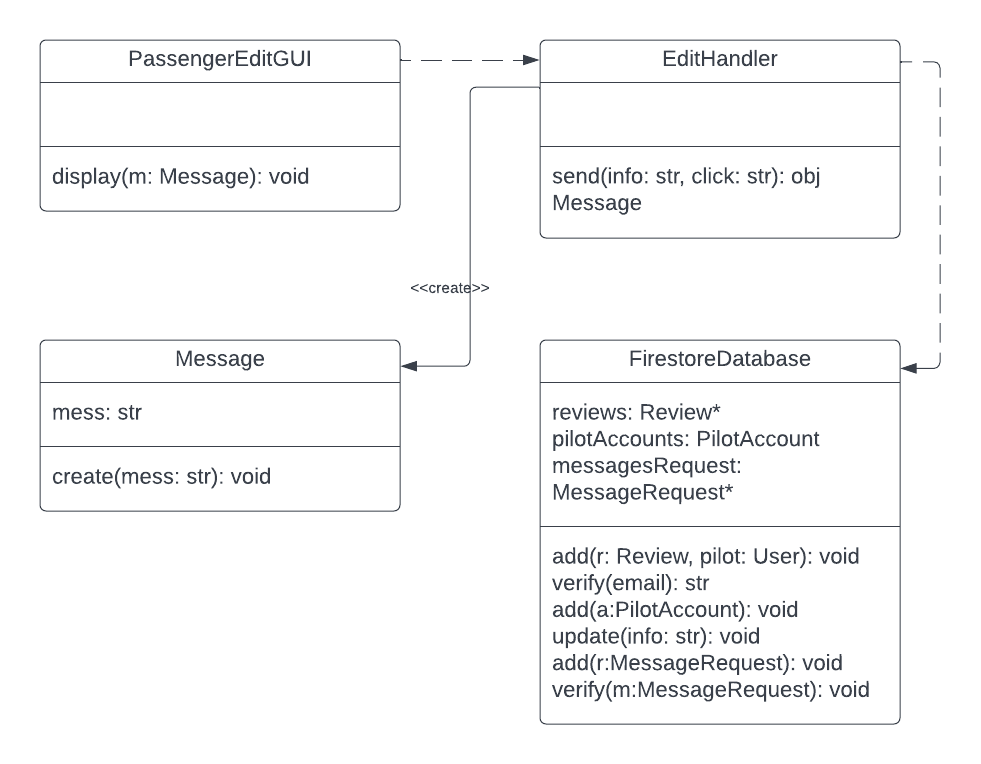 PassengerEditGUI
display(m: Message): void
EditHandler
send(info: str, click: str): obj
Message
<<create>>
Message
mess: str
create(mess: str): void
FirestoreDatabase
reviews: Review*
pilotAccounts: PilotAccount
messagesRequest:
MessageRequest*
add(r: Review, pilot: User): void
verify(email): str
add(a:PilotAccount): void
update(info: str): void
add(r:MessageRequest): void
verify(m:MessageRequest): void